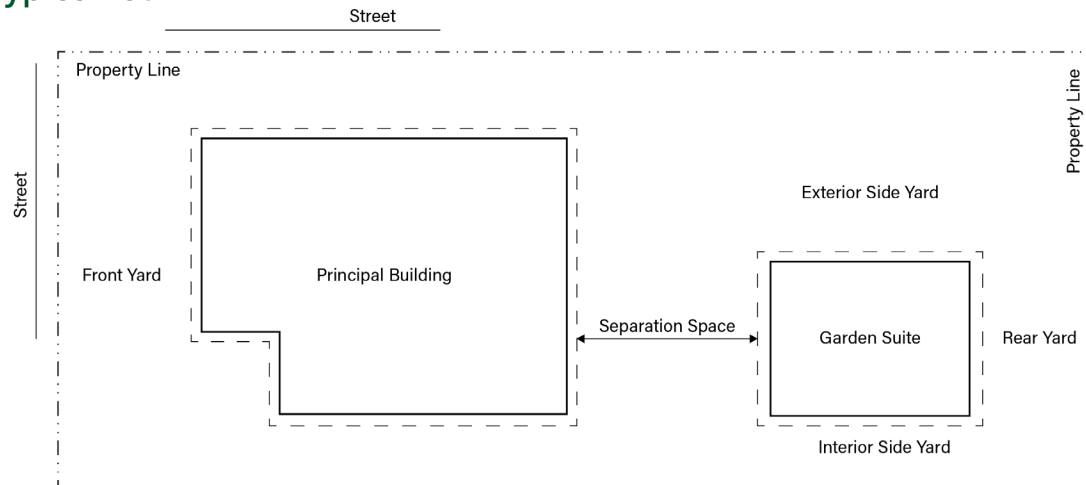 Street
Property Line
Property Line
Street
Exterior Side Yard
Front Yard
Principal Building
Separation Space
Garden Suite
Rear Yard
Interior Side Yard